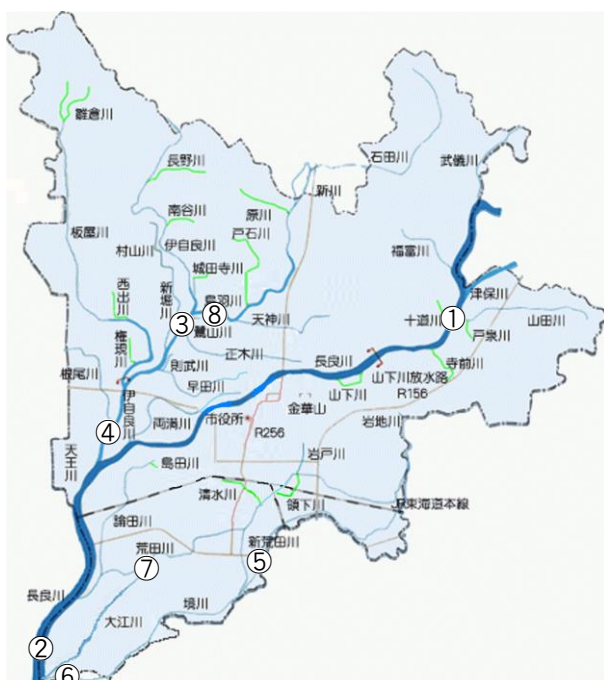 雛倉川
長野川
石田川
武儀川
新川
南谷川
原川
戸石川
板屋川
村山川
伊自良川
福富川
城田寺川
西出川
新堀川
鳥羽川
津保川
③
⑧
天神川
十道川
①
山田川
鷺山川
戸泉川
権現川
正木川
長良川
則武川
寺前川
根尾川
早田川
山下川
山下川放水路
R156
伊自良川
金華山
両満川
市役所
岩地川
④
R256
天王川
岩戸川
島田川
清水川
領下川
JR東海道本線
論田川
荒田川
新荒田川
⑦
⑤
長良川
境川
大江川
②
⑥